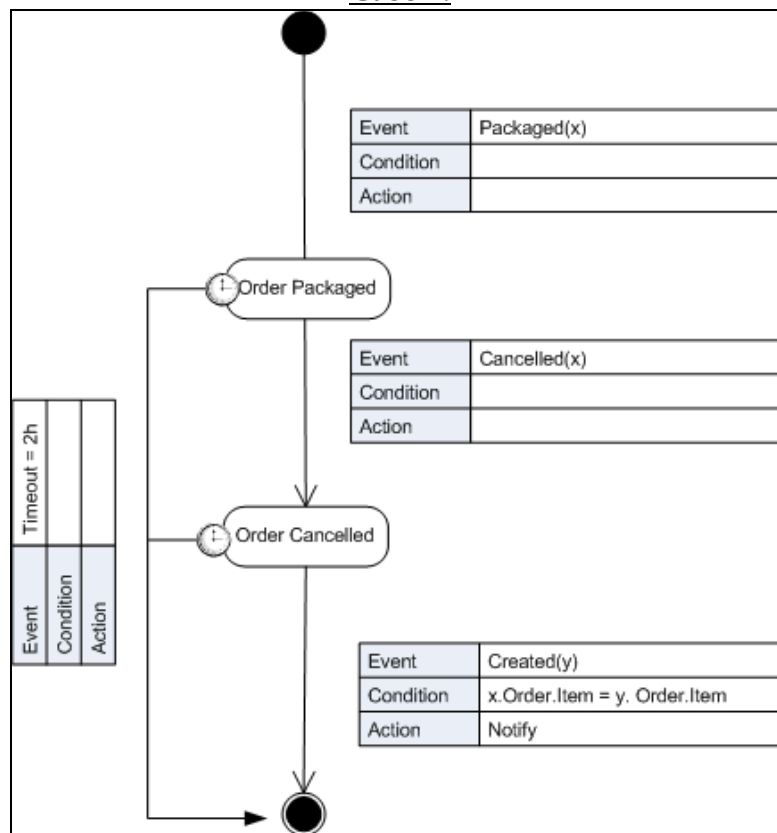 Event Packaged(x)
Condition
Action
Order Packaged
Event Cancelled(x)
Condition
Action
Event Timeout = 2h
Condition
Action
Order Cancelled
Event Created(y)
Condition x.Order.Item = y. Order.Item
Action Notify